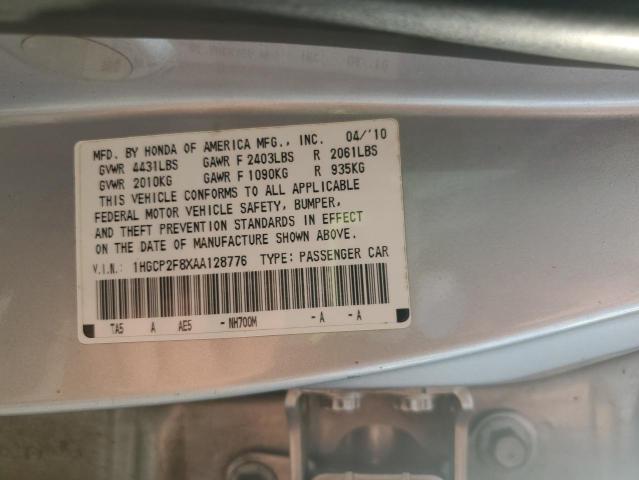 MFD. BY HONDA OF AMERICA MFG., INC. 04/'10
GVWR 4431LBS GAWR F 2403LBS R 2061LBS
GVWR 2010KG GAWR F 1090KG R 935KG
THIS VEHICLE CONFORMS TO ALL APPLICABLE
FEDERAL MOTOR VEHICLE SAFETY, BUMPER,
AND THEFT PREVENTION STANDARDS IN EFFECT
ON THE DATE OF MANUFACTURE SHOWN ABOVE.
V.I.N.: 1HGCP2F8XAA128776 TYPE: PASSENGER CAR
TA5 A AE5 - NH700M - A - A